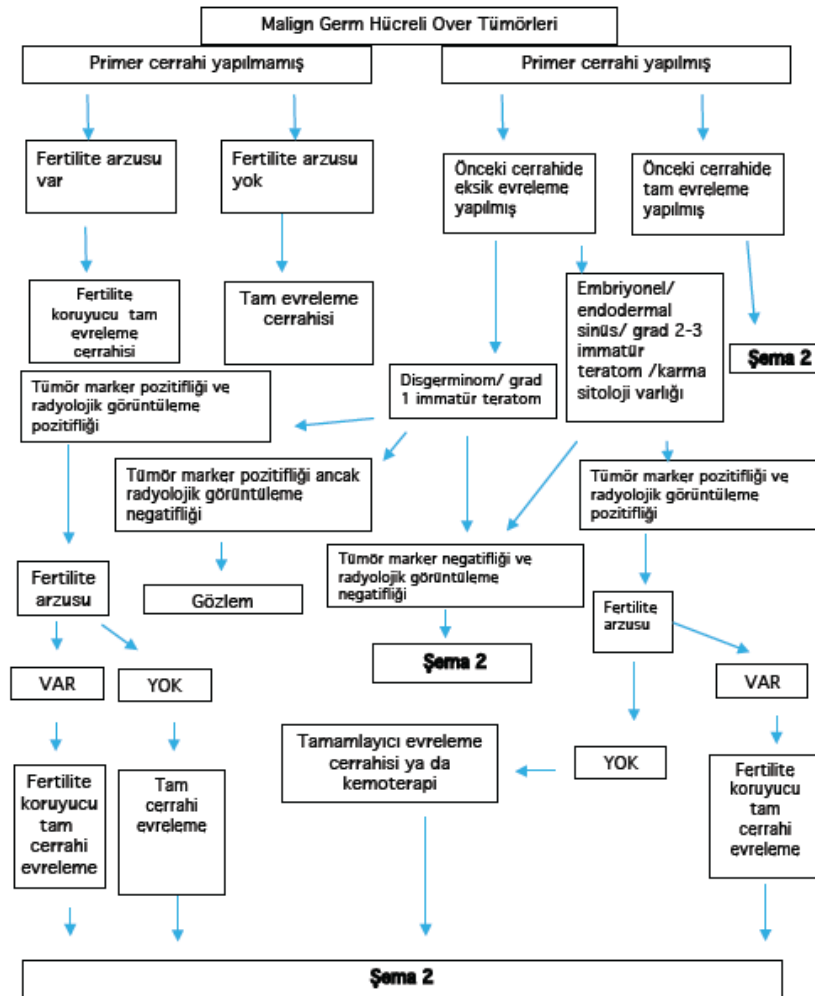 Malign Germ Hücreli Over Tümörleri
Primer cerrahi yapılmamış
Primer cerrahi yapılmış
Fertilite arzusu
var
Fertilite arzusu
yok
Önceki cerrahide
eksik evreleme
yapılmış
Önceki cerrahide
tam evreleme
yapılmış
Fertilite
koruyucu tam
evreleme
cerrahisi
Tam evreleme
cerrahisi
Embriyonel/
endodermal
sinüs/ grad 2-3
immatür
teratom /karma
sitoloji varlığı
Şema 2
Disgerminom/ grad
1 immatür teratom
Tümör marker pozitifliği ve
radyolojik görüntüleme
pozitifliği
Tümör marker pozitifliği ancak
radyolojik görüntüleme
negatifliği
Tümör marker pozitifliği ve
radyolojik görüntüleme
pozitifliği
Tümör marker negatifliği ve
radyolojik görüntüleme
negatifliği
Fertilite
arzusu
Gözlem
Fertilite
arzusu
Şema 2
VAR
YOK
VAR
Tamamlayıcı evreleme
cerrahisi ya da
kemoterapi
YOK
Fertilite
koruyucu
tam
cerrahi
evreleme
Tam
cerrahi
evreleme
Fertilite
koruyucu
tam
cerrahi
evreleme
Şema 2